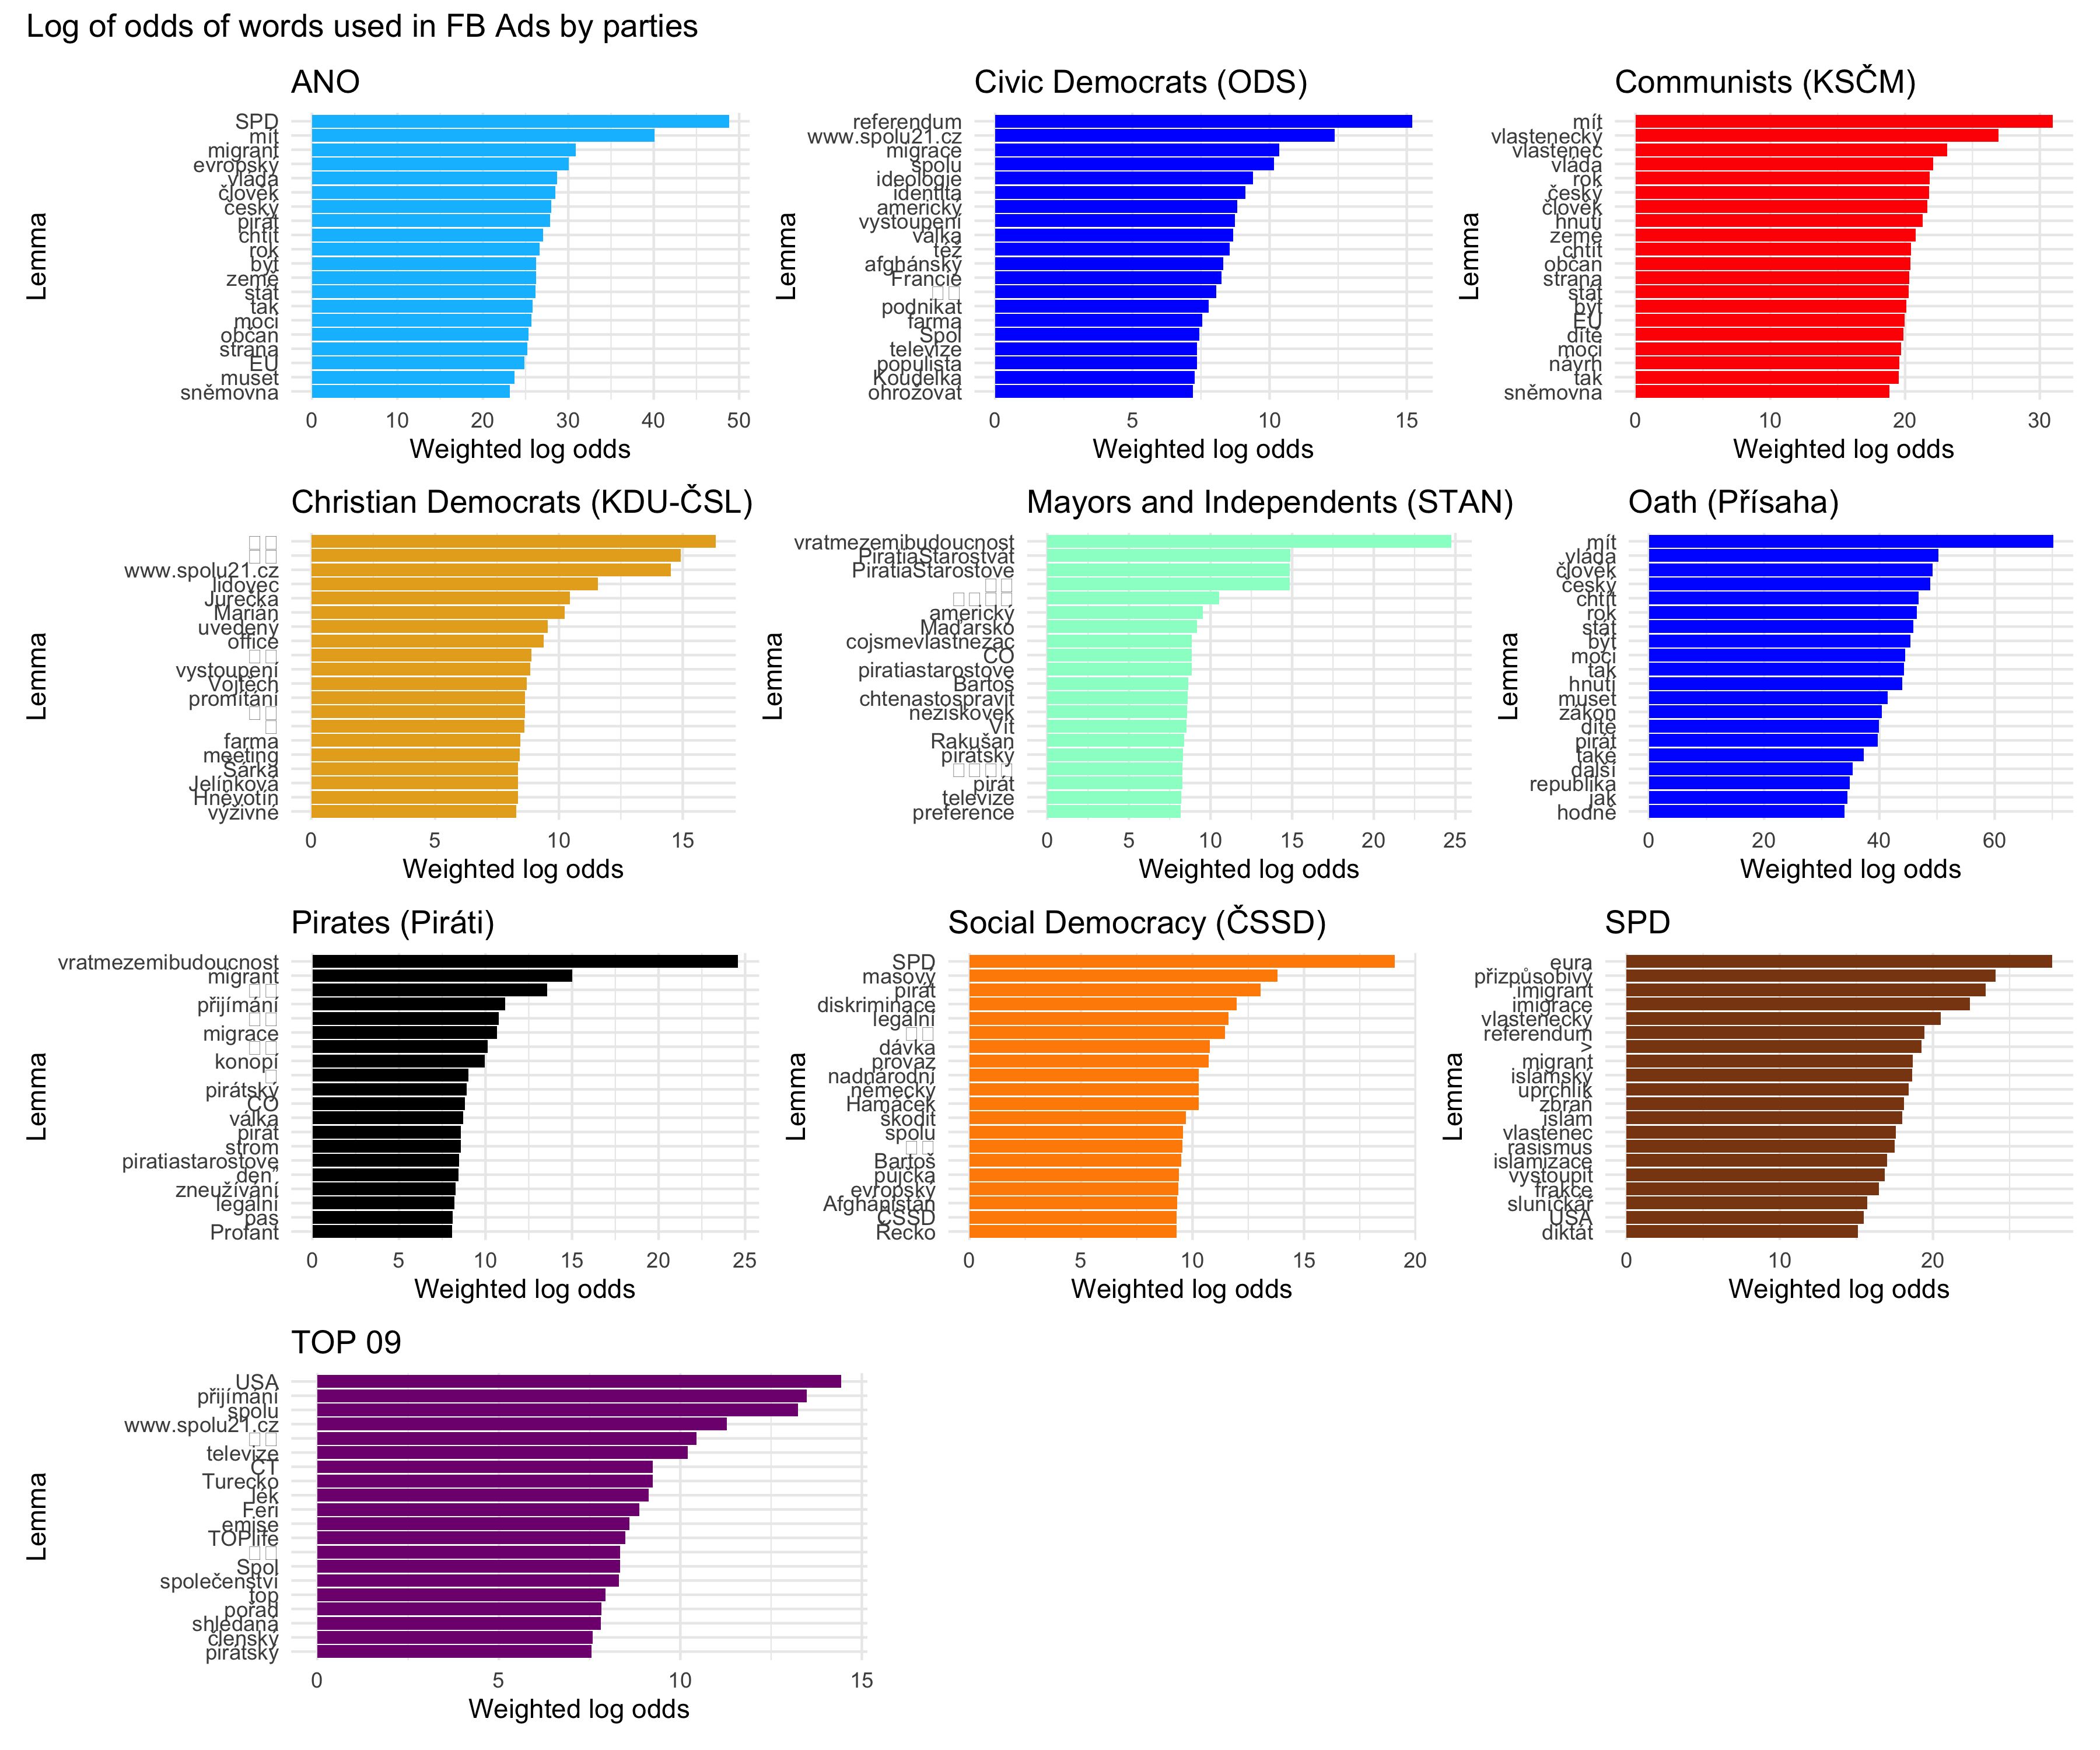 Log of odds of words used in FB Ads by parties
ANO
SPD
mít
migrant
evropský
vláda
člověk
český
pirát
chtít
rok
být
země
stát
tak
moci
občan
strana
EU
muset
sněmovna
Lemma
0 10 20 30 40 50
Weighted log odds
Civic Democrats (ODS)
referendum
www.spolu21.cz
migrace
spolu
ideologie
identita
americký
vystoupení
válka
též
afghánský
Francie
podnikat
farma
Spol
televize
populista
Koudelka
ohrožovat
Lemma
0 5 10 15
Weighted log odds
Communists (KSČM)
mít
vlastenecký
vlastenec
vláda
rok
český
člověk
hnutí
země
chtít
občan
strana
stát
být
EU
dítě
moci
návrh
tak
sněmovna
Lemma
0 10 20 30
Weighted log odds
Christian Democrats (KDU-ČSL)
www.spolu21.cz
lidovec
Jurečka
Marián
uvedený
office
vystoupení
Vojtěch
promítání
farma
meeting
Šárka
Jelínková
Hněvotín
výživné
Lemma
0 5 10 15
Weighted log odds
Mayors and Independents (STAN)
vratmezemibudoucnost
PiratiaStarostvat
PiratiaStarostove
americký
Maďarsko
cojsmevlastnezac
CO
piratiastarostove
Bartoš
chtenastospravit
neziskovek
Vít
Rakušan
pirátský
pirát
televize
preference
Lemma
0 5 10 15 20 25
Weighted log odds
Oath (Přísaha)
mít
vláda
člověk
český
chtít
rok
stát
být
moci
tak
hnutí
muset
zákon
dítě
pirát
také
další
republika
jak
hodně
Lemma
0 20 40 60
Weighted log odds
Pirates (Piráti)
vratmezemibudoucnost
migrant
přijímání
migrace
konopí
pirátský
CO
válka
pirát
strom
piratiastarostove
den"
zneužívání
legální
pas
Profant
Lemma
0 5 10 15 20 25
Weighted log odds
Social Democracy (ČSSD)
SPD
masový
pirát
diskriminace
legální
dávka
provaz
nadnárodní
německý
Hamáček
škodit
spolu
Bartoš
půjčka
evropský
Afghánistán
ČSSD
Řecko
Lemma
0 5 10 15 20
Weighted log odds
SPD
eura
přizpůsobivý
imigrant
imigrace
vlastenecký
referendum
>
migrant
islámský
uprchlík
zbraň
islám
vlastenec
rasismus
islamizace
vystoupit
frakce
sluníčkář
USA
diktát
Lemma
0 10 20
Weighted log odds
TOP 09
USA
přijímání
spolu
www.spolu21.cz
televize
ČT
Turecko
lék
Feri
emise
TOPlife
Spol
společenství
top
pořad
shledaná
členský
pirátský
Lemma
0 5 10 15
Weighted log odds